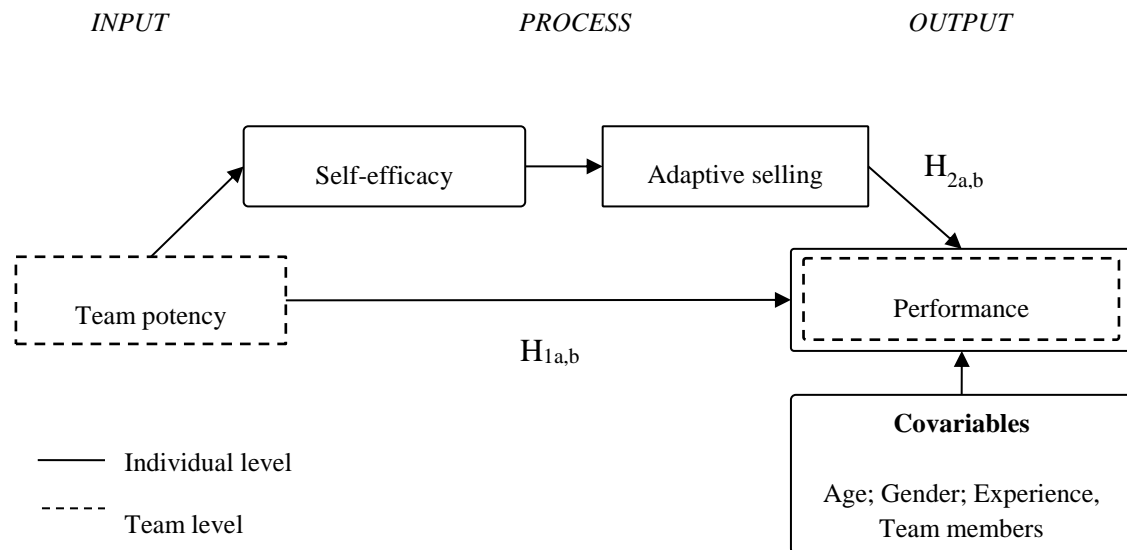 INPUT PROCESS OUTPUT
Self-efficacy
Adaptive selling
H2a,b
Team potency
Performance
H1a,b
Covariables
Age; Gender; Experience,
Team members
Individual level
Team level